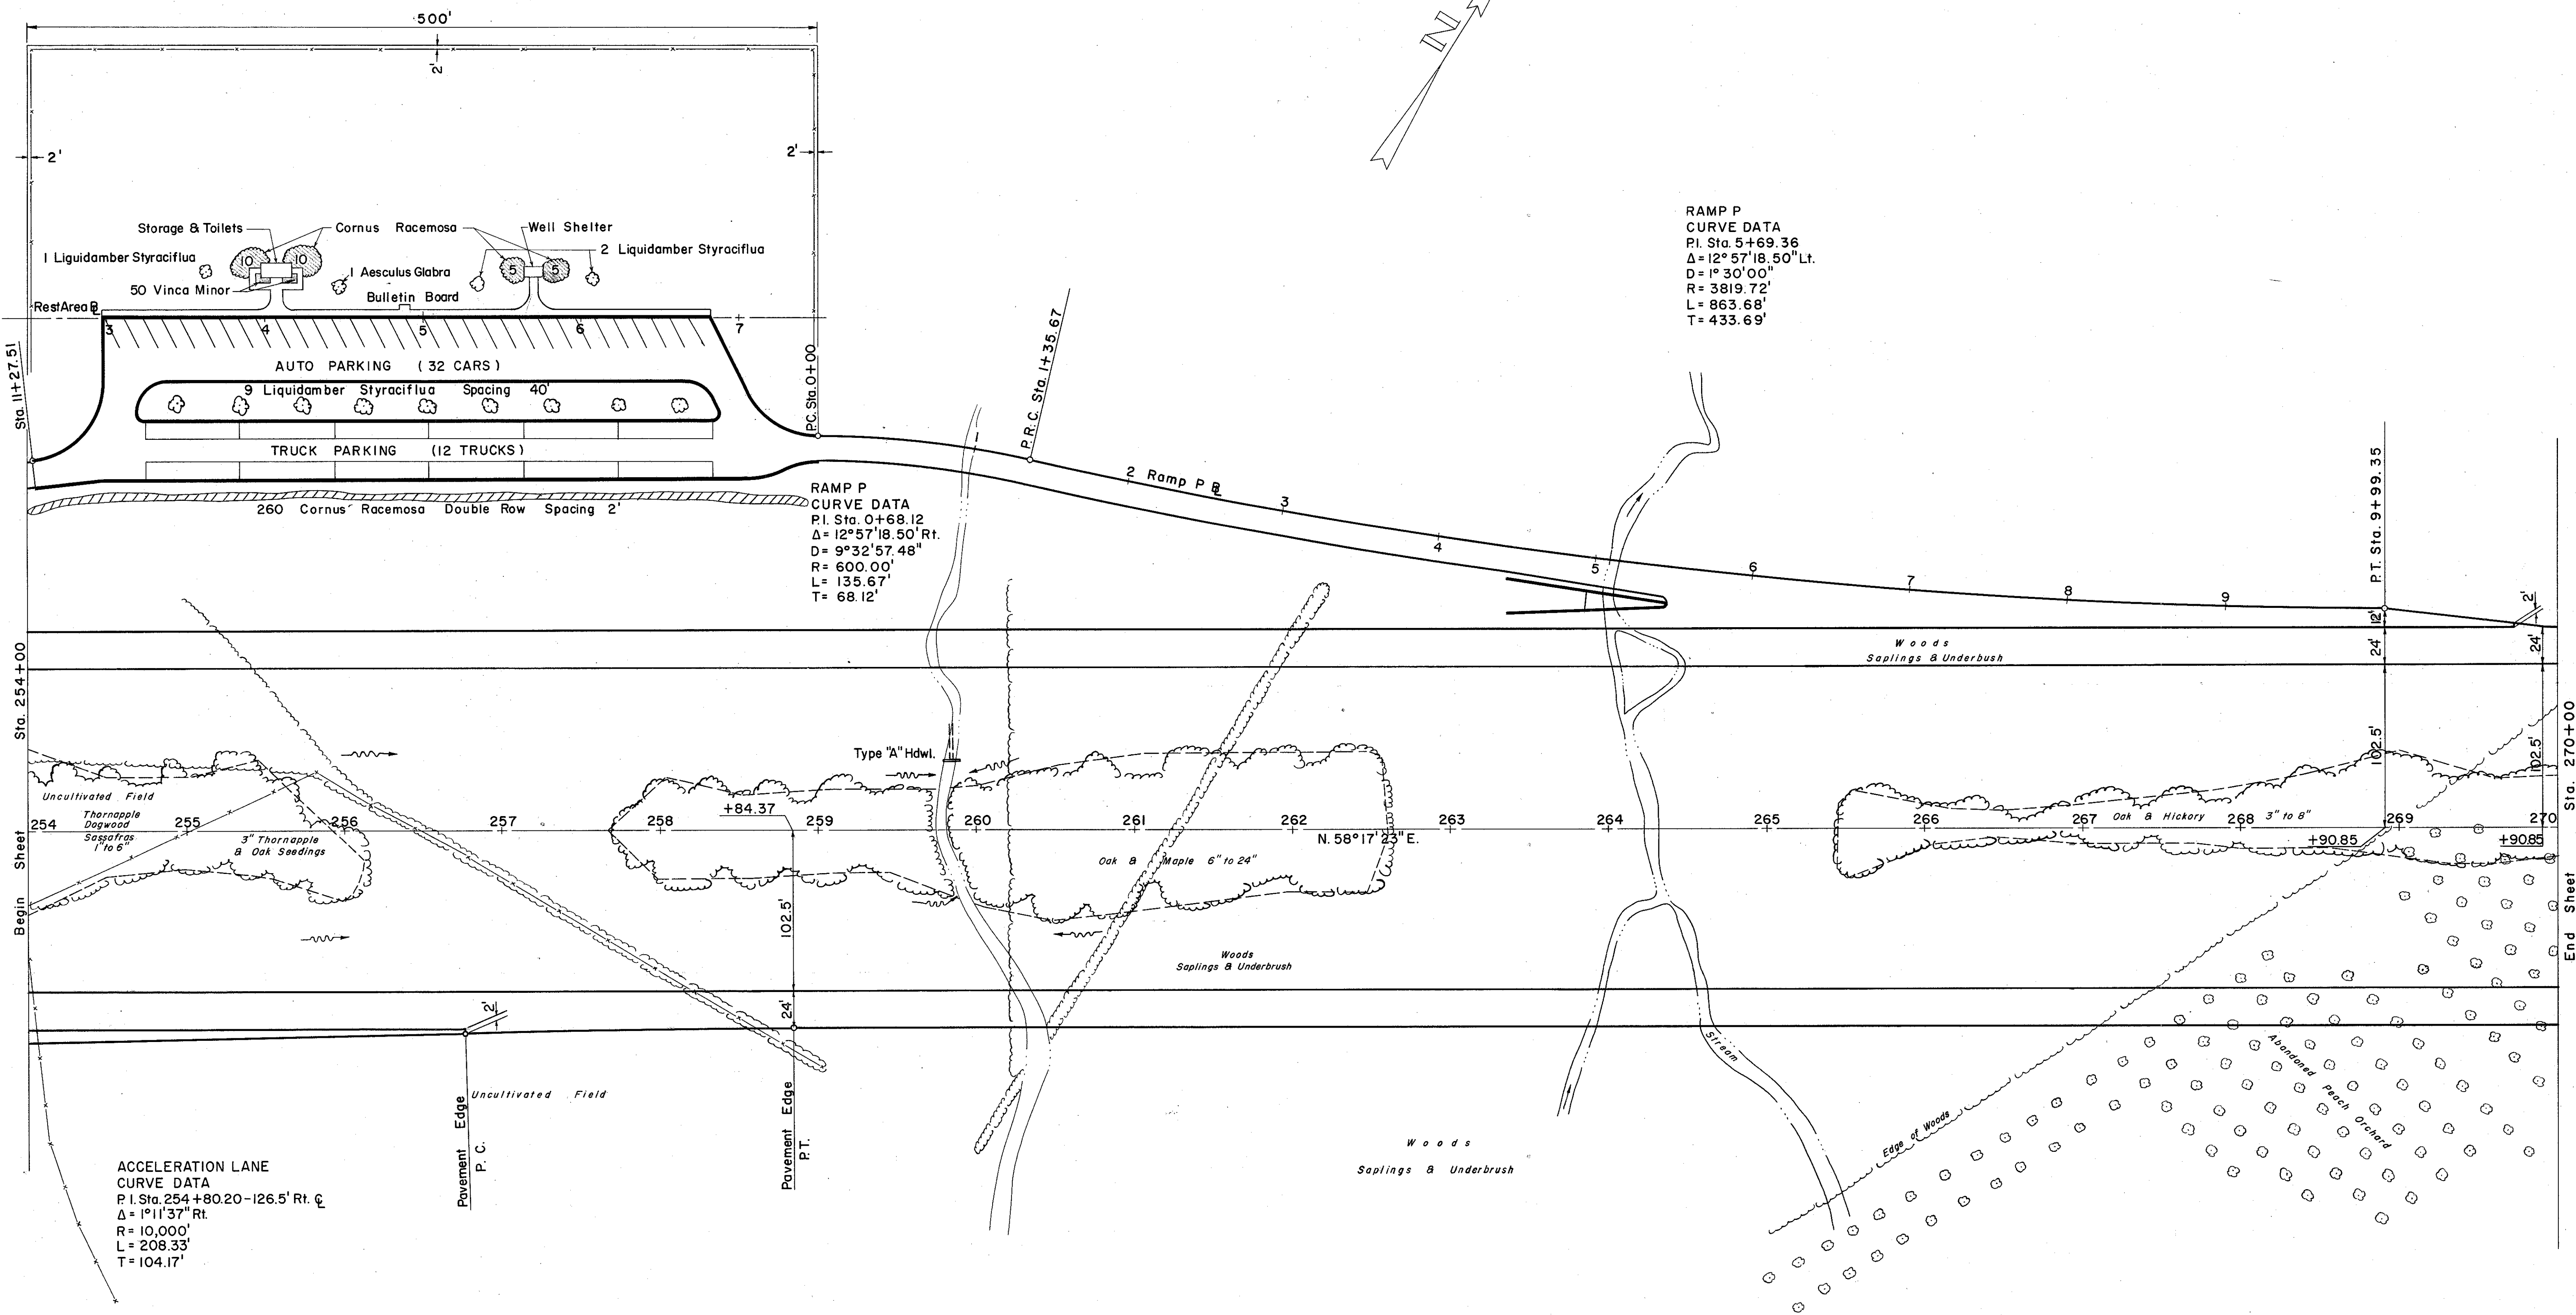 500'
N
2'
2'
2'
Storage & Toilets
Cornus Racemosa
Well Shelter
1 Liguidamber Styraciflua
10
10
5
5
2 Liquidamber Styraciflua
1 Aesculus Glabra
50 Vinca Minor
Bulletin Board
Rest Area BL
3 4 5 6 7
AUTO PARKING (32 CARS)
9 Liquidamber Styraciflua Spacing 40'
TRUCK PARKING (12 TRUCKS)
260 Cornus Racemosa Double Row Spacing 2'
Sta. 11+27.51
P.C. Sta. 0+00
P.R.C. Sta. 1+35.67
RAMP P
CURVE DATA
P.I. Sta. 5+69.36
Δ= 12°57'18.50" Lt.
D= 1°30'00"
R= 3819.72'
L= 863.68'
T= 433.69'
RAMP P
CURVE DATA
P.I. Sta. 0+68.12
Δ= 12°57'18.50' Rt.
D= 9°32'57.48"
R= 600.00'
L= 135.67'
T= 68.12'
2 Ramp P BL
3
4
5
6
7
8
9
P.T. Sta. 9+99.35
12'
2'
24'
24'
Woods
Saplings & Underbush
102.5'
102.5'
Begin Sheet Sta. 254+00
End Sheet Sta. 270+00
Type "A" Hdwl.
Uncultivated Field
Thornapple
Dogwood
Sassafras
1" to 6"
3" Thornapple
& Oak Seedings
254 255 256 257 258 259 260 261 262 263 264 265 266 267 268 269 270
+84.37
N. 58°17'23" E.
Oak & Maple 6" to 24"
Oak & Hickory 3" to 8"
+90.85
+90.85
102.5'
24'
2'
Woods
Saplings & Underbrush
Stream
Abandoned Peach Orchard
Edge of Woods
Uncultivated Field
Pavement Edge
P.C.
Pavement Edge
P.T.
Woods
Saplings & Underbrush
ACCELERATION LANE
CURVE DATA
P.I. Sta. 254+80.20-126.5' Rt. CL
Δ = 1°11'37" Rt.
R = 10,000'
L = 208.33'
T = 104.17'